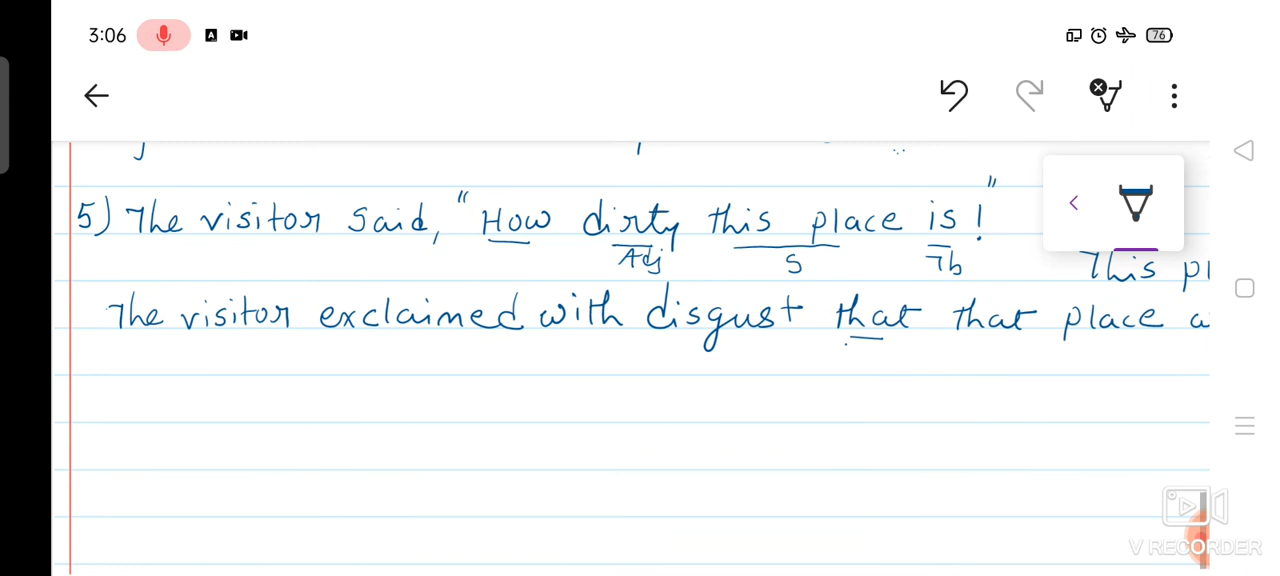 3:06 A 76
5) The visitor said, "How dirty this place is!"
Adj S Vb This pl
The visitor exclaimed with disgust that that place
V RECORDER